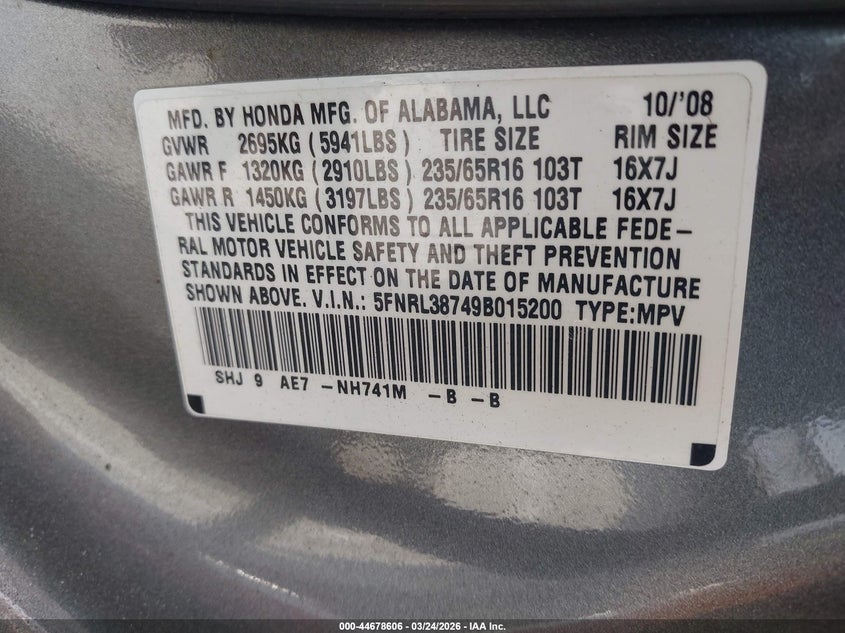 MFD. BY HONDA MFG. OF ALABAMA, LLC 10/'08
GVWR 2695KG (5941LBS) TIRE SIZE RIM SIZE
GAWR F 1320KG (2910LBS) 235/65R16 103T 16X7J
GAWR R 1450KG (3197LBS) 235/65R16 103T 16X7J
THIS VEHICLE CONFORMS TO ALL APPLICABLE FEDE-
RAL MOTOR VEHICLE SAFETY AND THEFT PREVENTION
STANDARDS IN EFFECT ON THE DATE OF MANUFACTURE
SHOWN ABOVE. V.I.N.: 5FNRL38749B015200 TYPE:MPV
SHJ 9 AE7 -NH741M -B -B
000-44678606 | 03/24/2026 | IAA Inc.